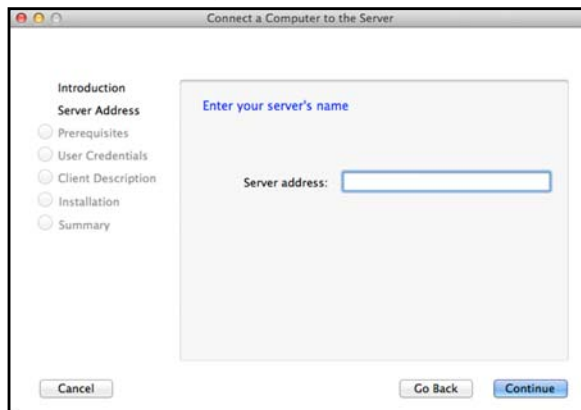 Connect a Computer to the Server
Introduction
Server Address
Prerequisites
User Credentials
Client Description
Installation
Summary
Enter your server's name
Server address:
Cancel
Go Back
Continue